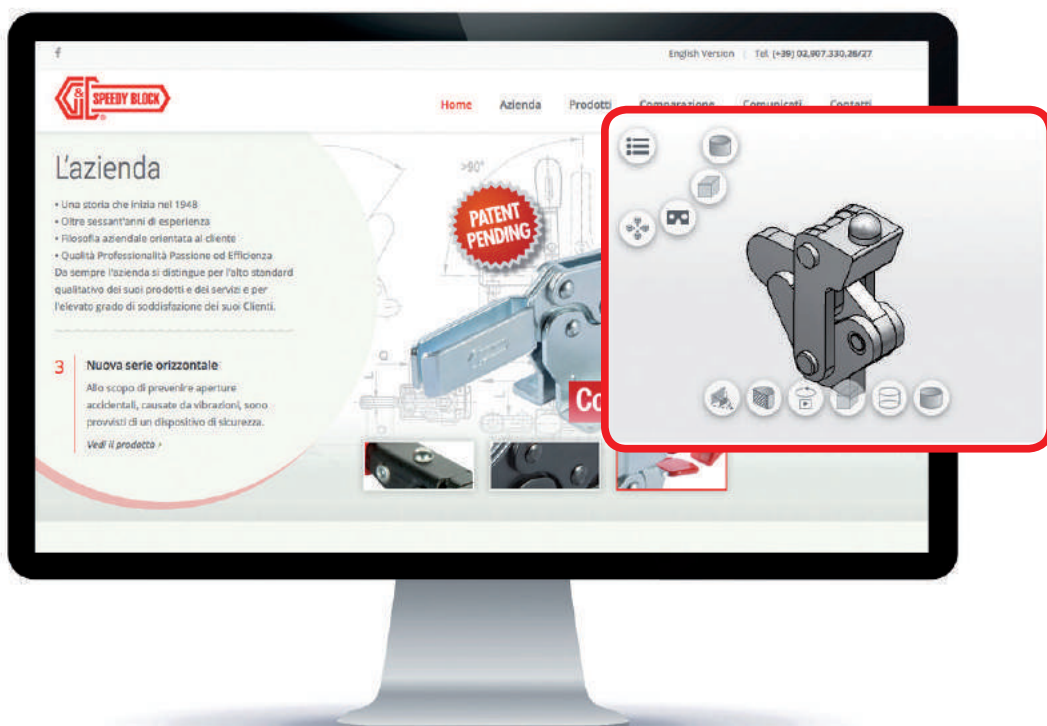 f
English Version | Tel. (+39) 02.907.330.26/27
G&C SPEEDY BLOCK ®
Home Azienda Prodotti Comparazione Comunicati Contatti
L'azienda
• Una storia che inizia nel 1948
• Oltre sessant'anni di esperienza
• Filosofia aziendale orientata al cliente
• Qualità Professionalità Passione ed Efficienza
Da sempre l'azienda si distingue per l'alto standard
qualitativo dei suoi prodotti e dei servizi e per
l'elevato grado di soddisfazione dei suoi Clienti.
>90°
PATENT
PENDING
3 Nuova serie orizzontale
Allo scopo di prevenire aperture
accidentali, causate da vibrazioni, sono
provvisti di un dispositivo di sicurezza.
Vedi il prodotto ›